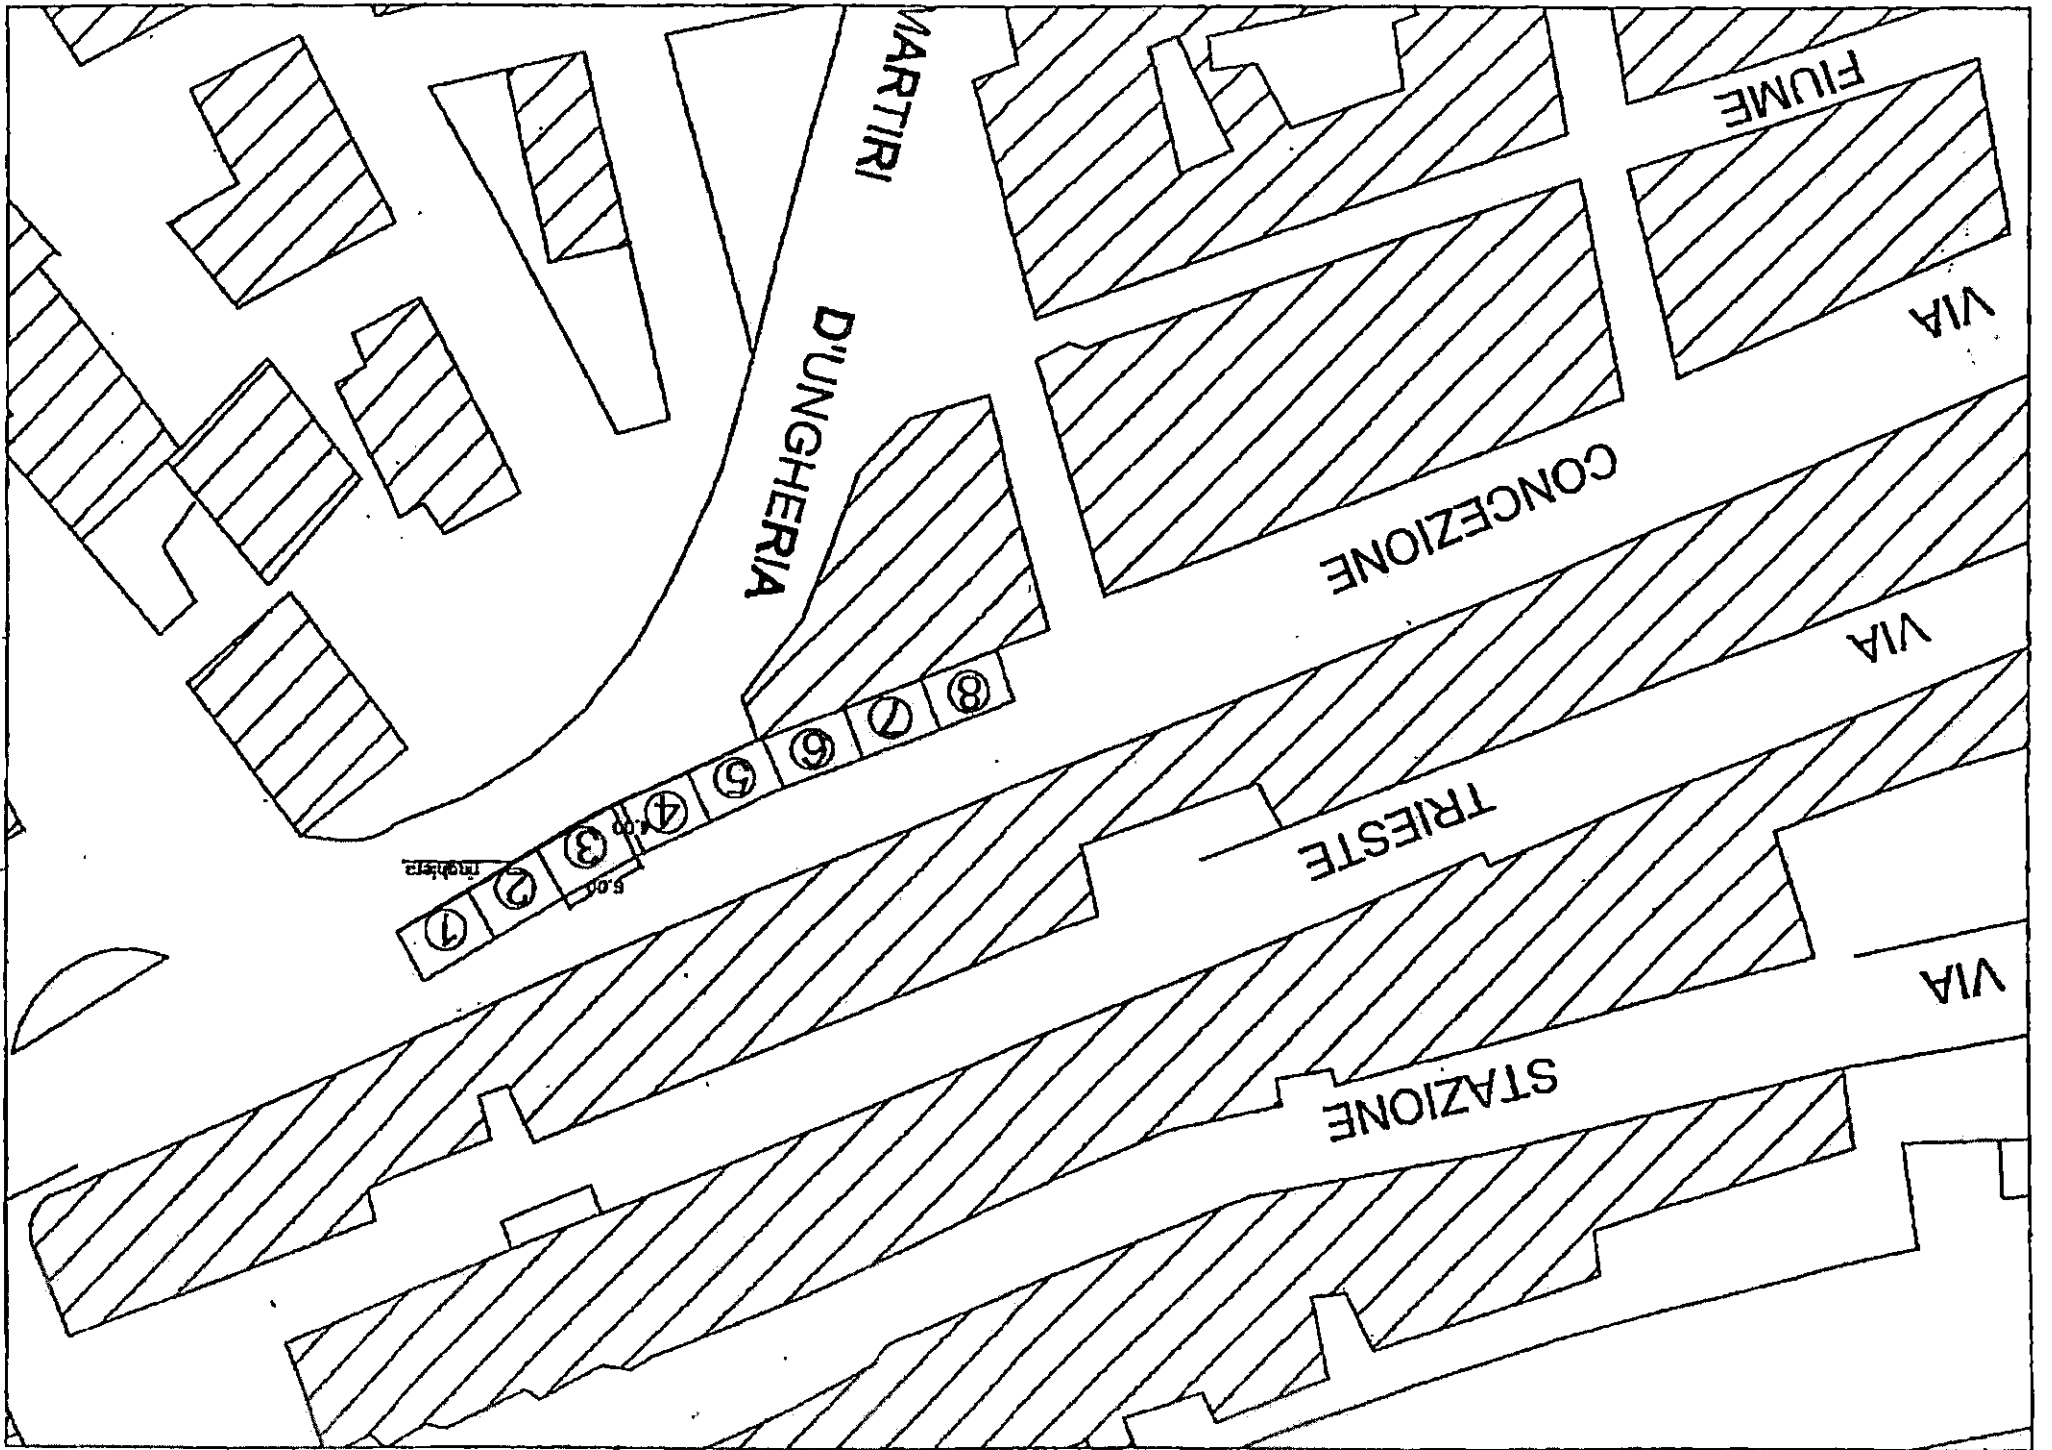 MARTIRI
D'UNGHERIA
FIUME
VIA
CONCEZIONE
VIA
TRIESTE
VIA
STAZIONE
1
2
3
4
5
6
7
8
ringhiera
6.00
4.00